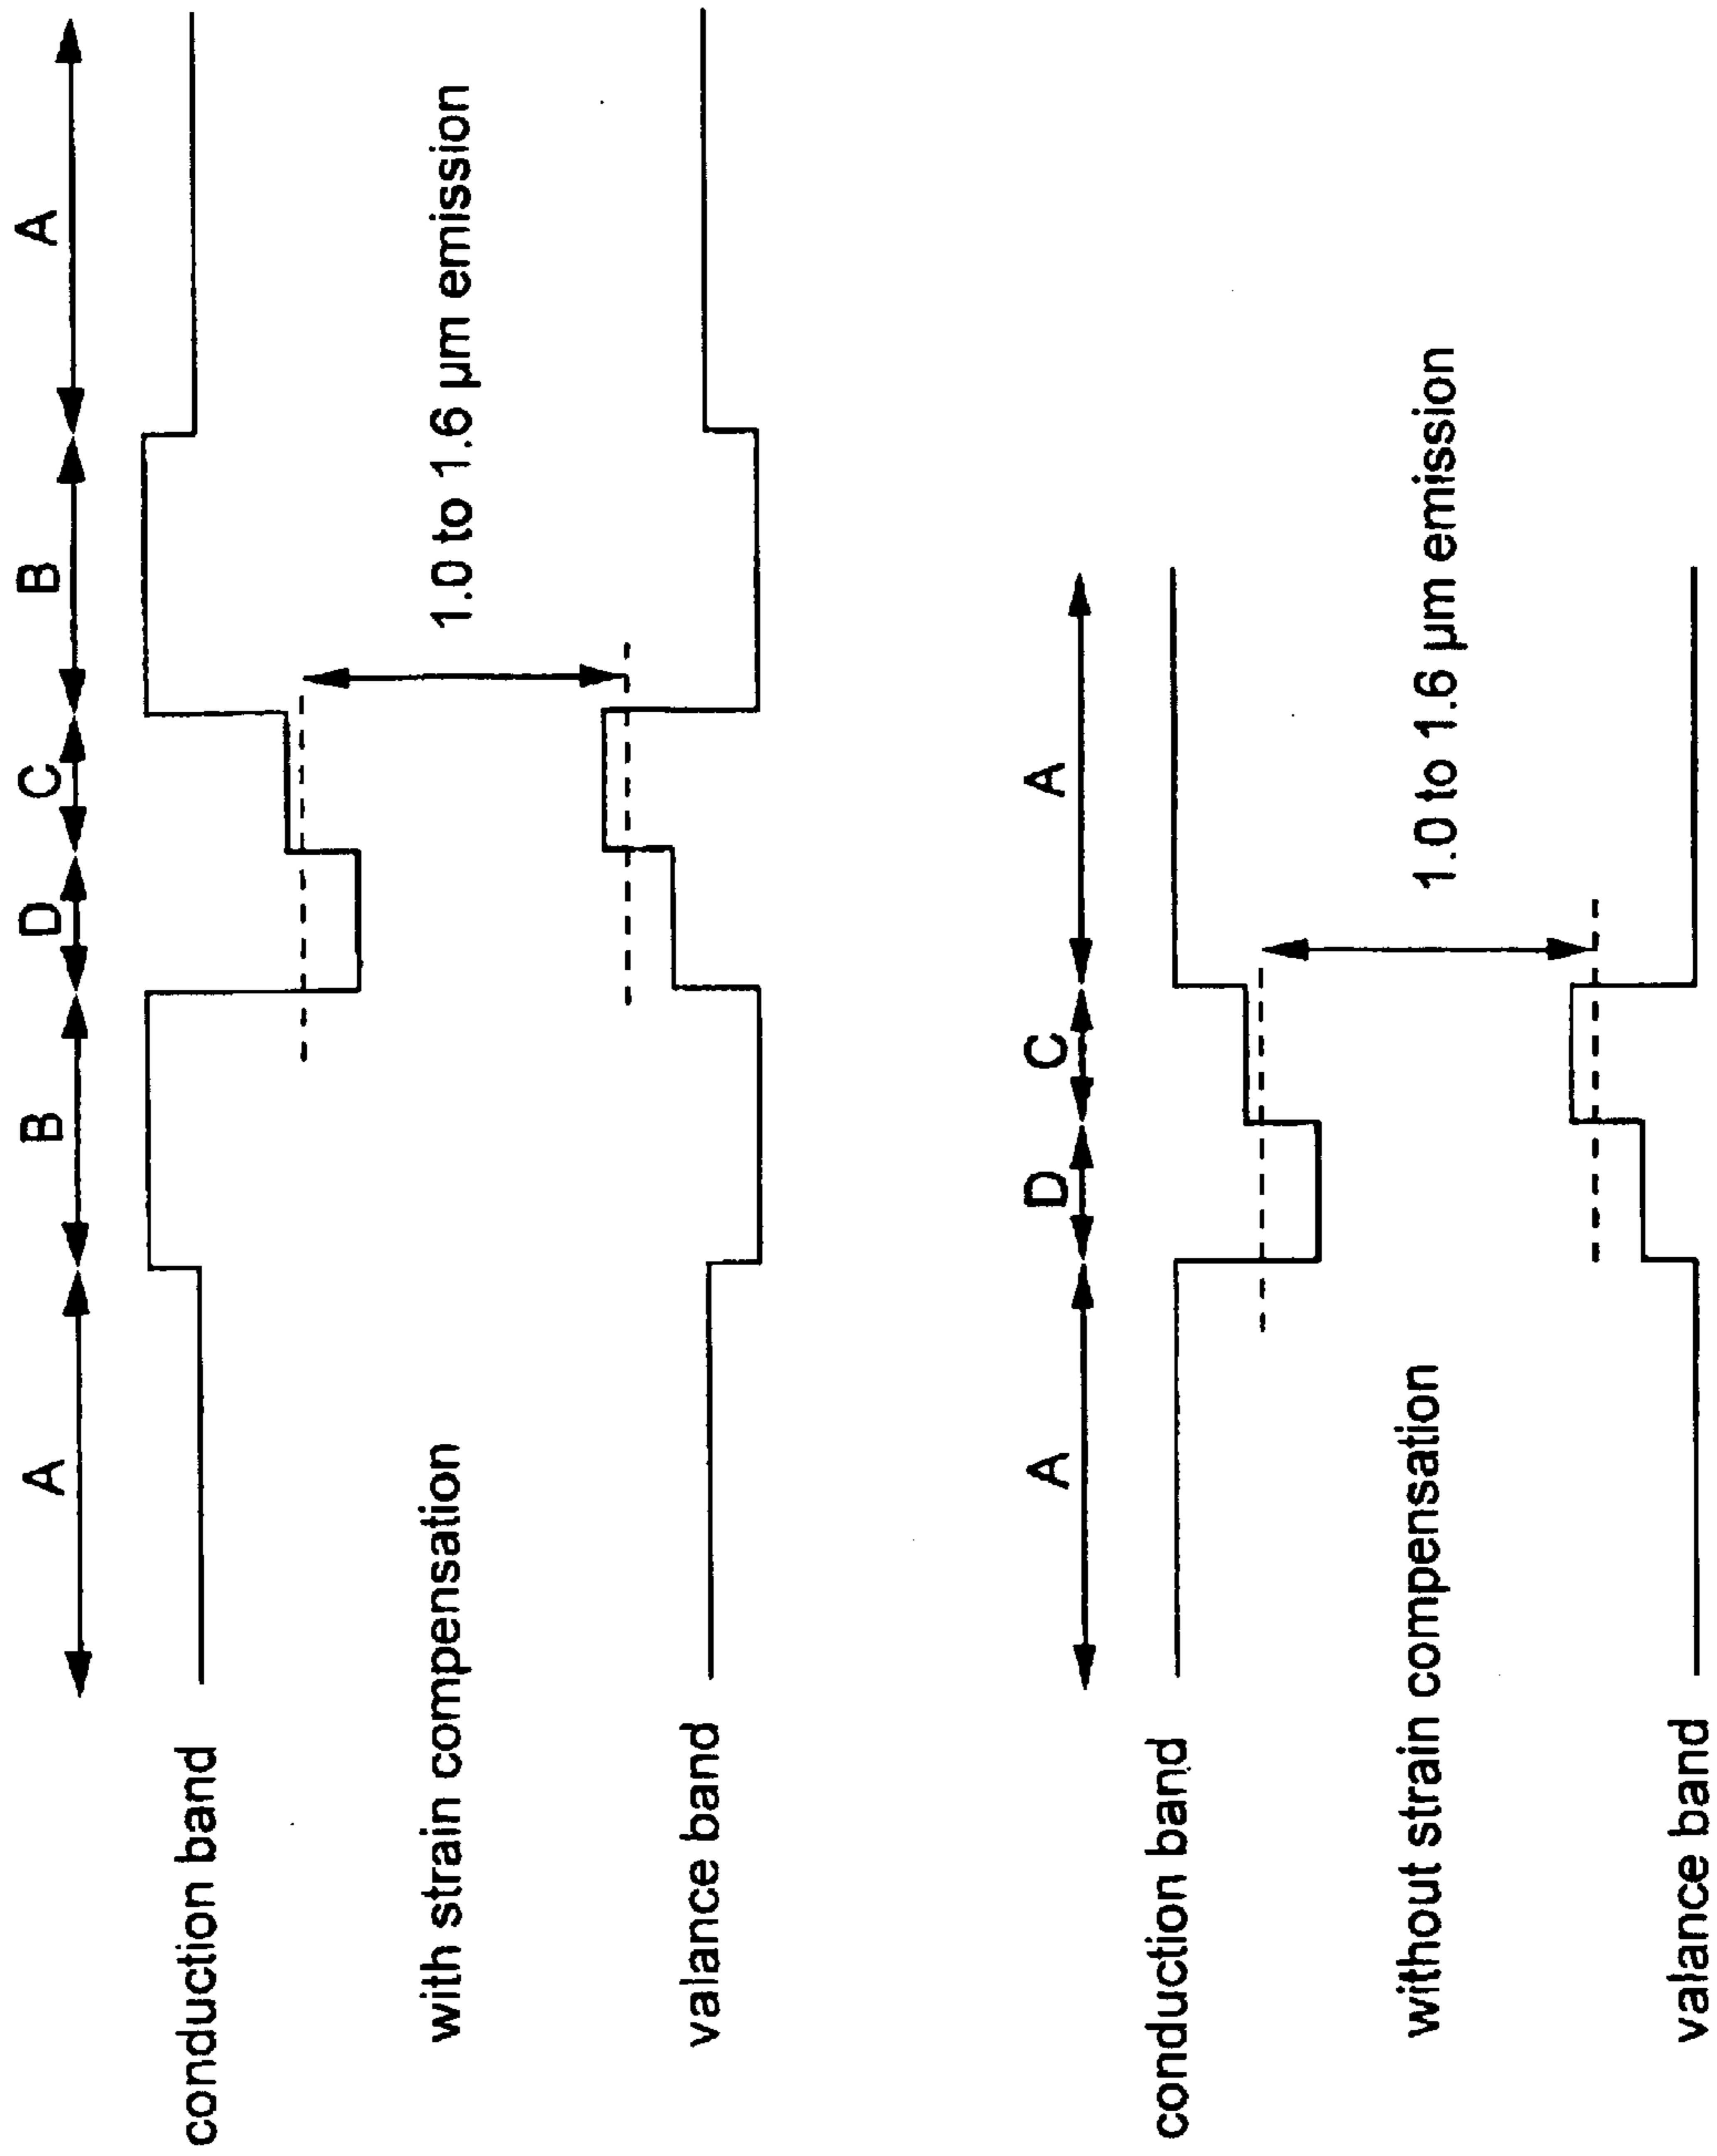 A B D C B A
conduction band
with strain compensation 1.0 to 1.6 µm emission
valance band
A D C A
conduction band
without strain compensation 1.0 to 1.6 µm emission
valance band